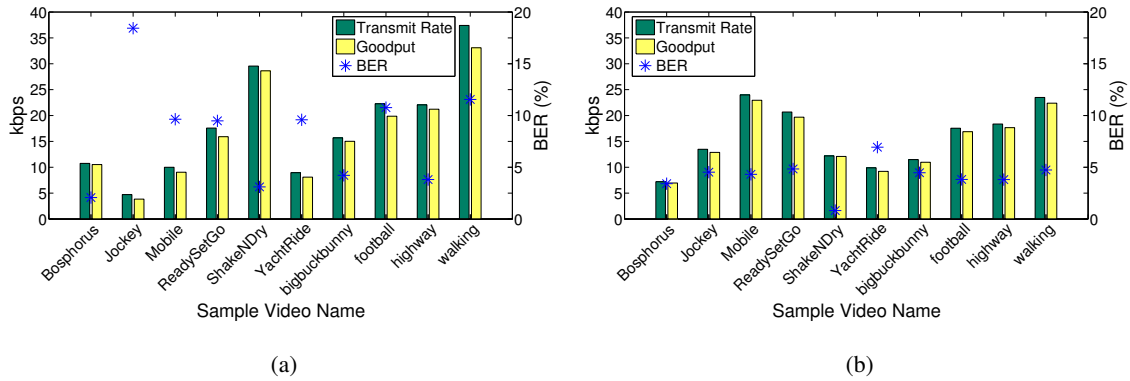 40
35
30
25
20
15
10
5
0
kbps
20
15
10
5
0
BER (%)
Transmit Rate
Goodput
BER
Bosphorus
Jockey
Mobile
ReadySetGo
ShakeNDry
YachtRide
bigbuckbunny
football
highway
walking
Sample Video Name
(a)
40
35
30
25
20
15
10
5
0
kbps
20
15
10
5
0
BER (%)
Transmit Rate
Goodput
BER
Bosphorus
Jockey
Mobile
ReadySetGo
ShakeNDry
YachtRide
bigbuckbunny
football
highway
walking
Sample Video Name
(b)